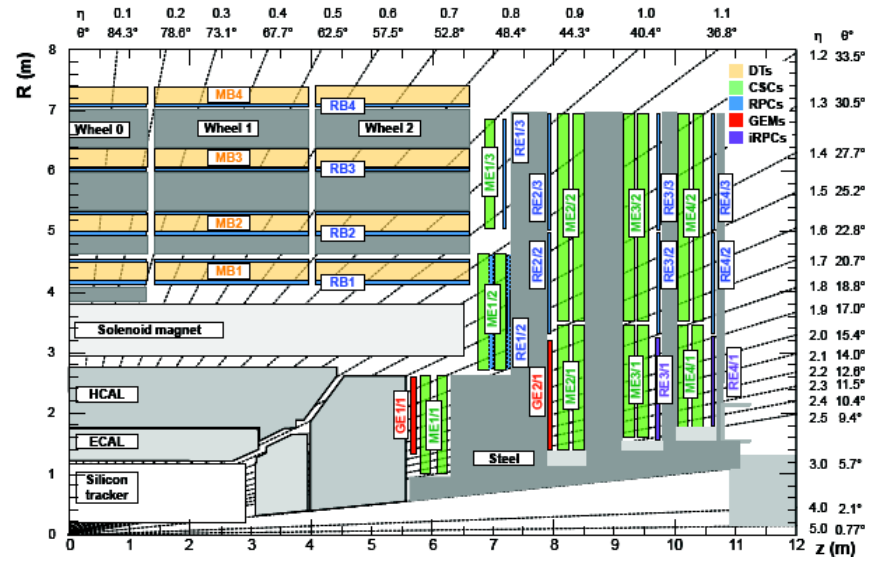 η 0.1 0.2 0.3 0.4 0.5 0.6 0.7 0.8 0.9 1.0 1.1
θ° 84.3° 78.6° 73.1° 67.7° 62.5° 57.5° 52.8° 48.4° 44.3° 40.4° 36.8° η θ°
R (m)
8
7
6
5
4
3
2
1
0
1.2 33.5°
1.3 30.5°
1.4 27.7°
1.5 25.2°
1.6 22.8°
1.7 20.7°
1.8 18.8°
1.9 17.0°
2.0 15.4°
2.1 14.0°
2.2 12.6°
2.3 11.5°
2.4 10.4°
2.5 9.4°
3.0 5.7°
4.0 2.1°
5.0 0.77°
DTs
CSCs
RPCs
GEMs
iRPCs
MB4
RB4
Wheel 0
Wheel 1
Wheel 2
MB3
RB3
MB2
RB2
MB1
RB1
Solenoid magnet
HCAL
ECAL
Silicon
tracker
Steel
ME1/3
RE1/3
ME1/2
RE1/2
GE1/1
ME1/1
RE2/3
RE2/2
GE2/1
ME2/2
ME2/1
ME3/2
ME3/1
RE3/3
RE3/2
RE3/1
ME4/2
ME4/1
RE4/3
RE4/2
RE4/1
0 1 2 3 4 5 6 7 8 9 10 11 12
z (m)